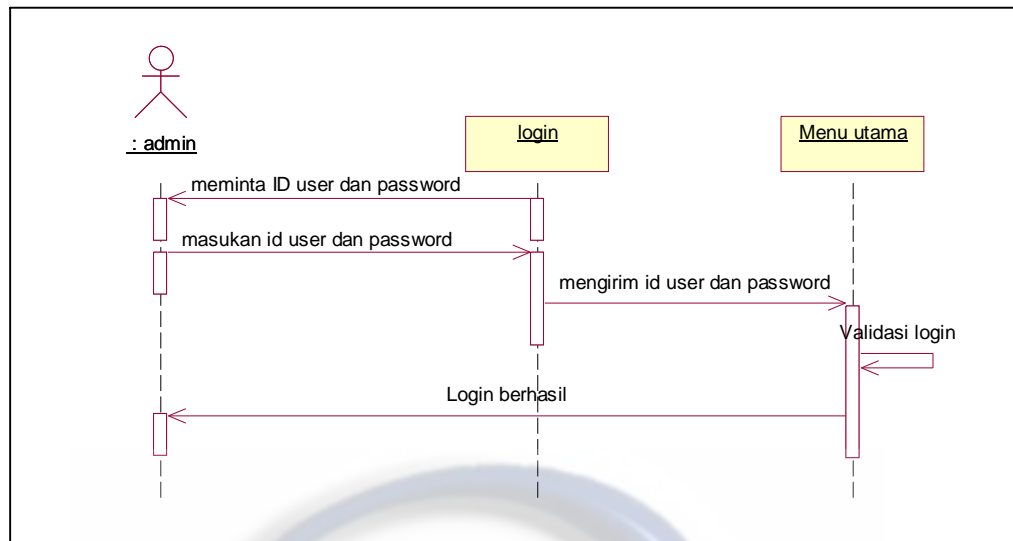 : admin
login
Menu utama
meminta ID user dan password
masukan id user dan password
mengirim id user dan password
Validasi login
Login berhasil